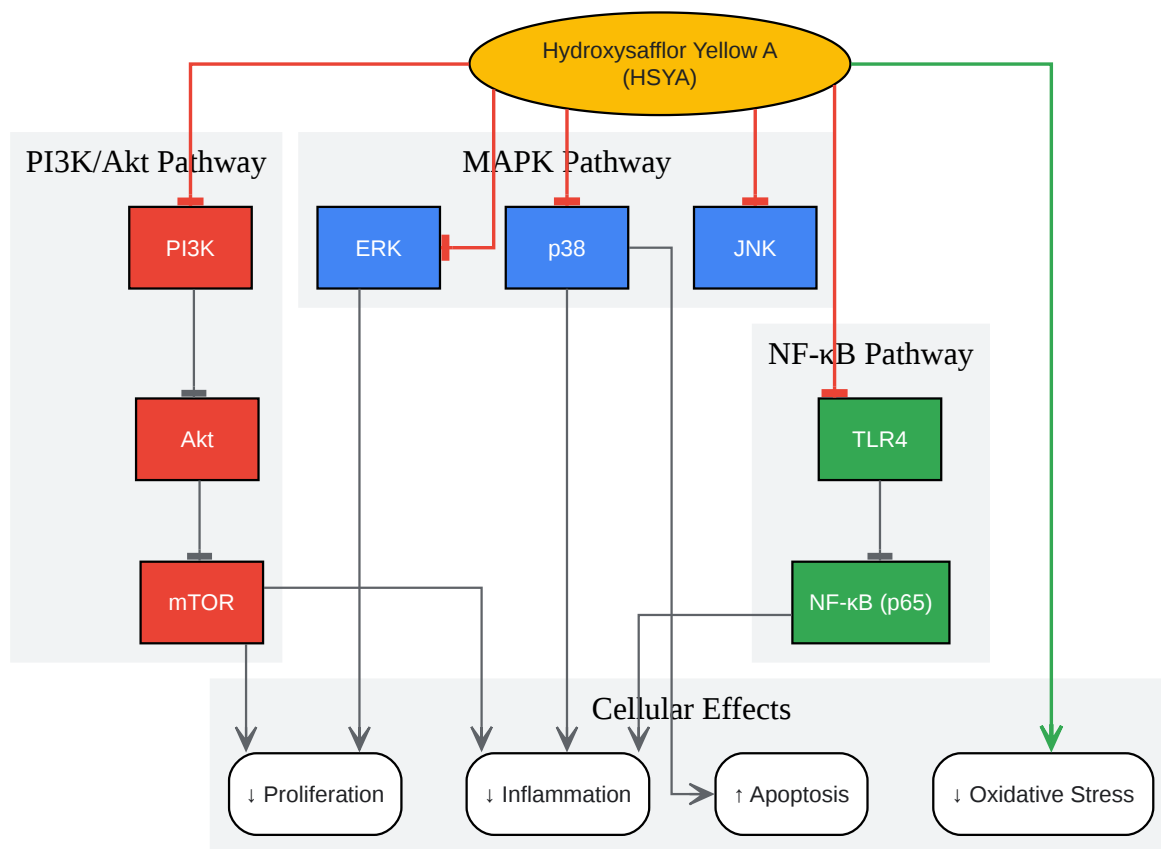 Hydroxysafflor Yellow A
(HSYA)
PI3K/Akt Pathway
MAPK Pathway
PI3K
ERK
p38
JNK
NF-κB Pathway
Akt
TLR4
mTOR
NF-κB (p65)
Cellular Effects
↓ Proliferation
↓ Inflammation
↑ Apoptosis
↓ Oxidative Stress